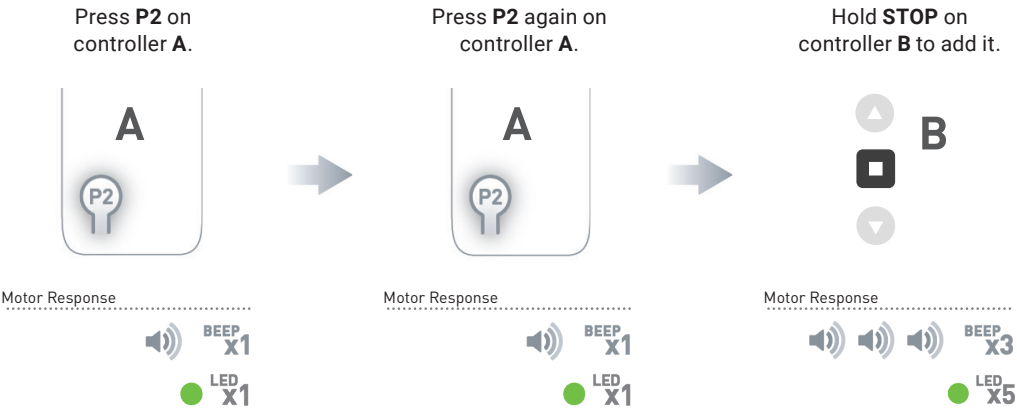 Press P2 on
controller A.
A
P2
Motor Response
BEEP
x1
LED
x1
Press P2 again on
controller A.
A
P2
Motor Response
BEEP
x1
LED
x1
Hold STOP on
controller B to add it.
B
Motor Response
BEEP
x3
LED
x5